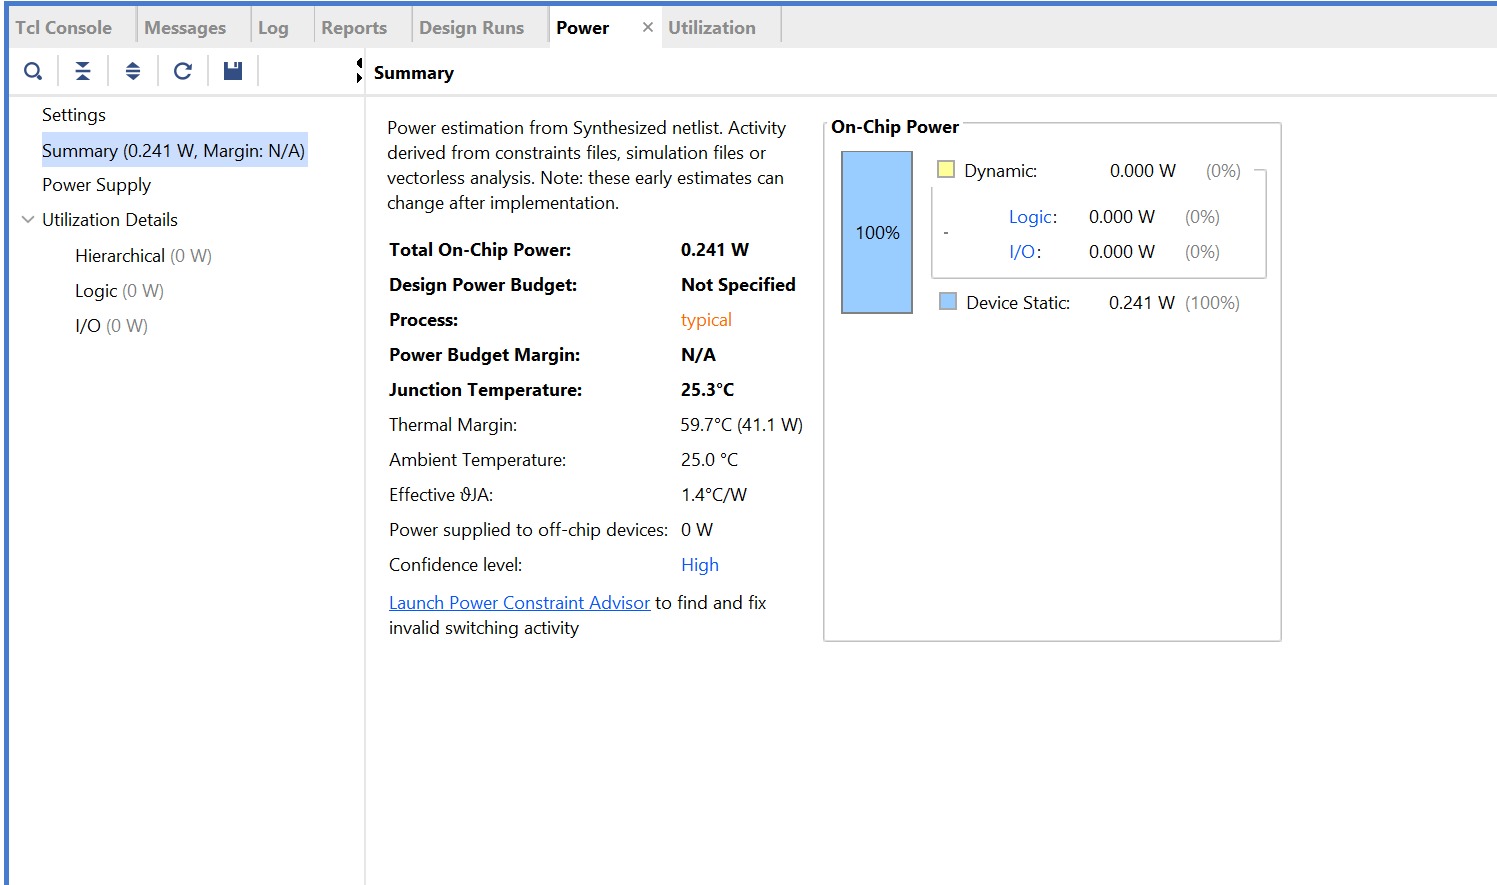 Tcl Console Messages Log Reports Design Runs Power × Utilization
Summary
Settings
Summary (0.241 W, Margin: N/A)
Power Supply
Utilization Details
Hierarchical (0 W)
Logic (0 W)
I/O (0 W)
Power estimation from Synthesized netlist. Activity
derived from constraints files, simulation files or
vectorless analysis. Note: these early estimates can
change after implementation.
Total On-Chip Power: 0.241 W
Design Power Budget: Not Specified
Process: typical
Power Budget Margin: N/A
Junction Temperature: 25.3°C
Thermal Margin: 59.7°C (41.1 W)
Ambient Temperature: 25.0 °C
Effective ϑJA: 1.4°C/W
Power supplied to off-chip devices: 0 W
Confidence level: High
Launch Power Constraint Advisor to find and fix
invalid switching activity
On-Chip Power
100%
Dynamic: 0.000 W (0%)
-
Logic: 0.000 W (0%)
I/O: 0.000 W (0%)
Device Static: 0.241 W (100%)